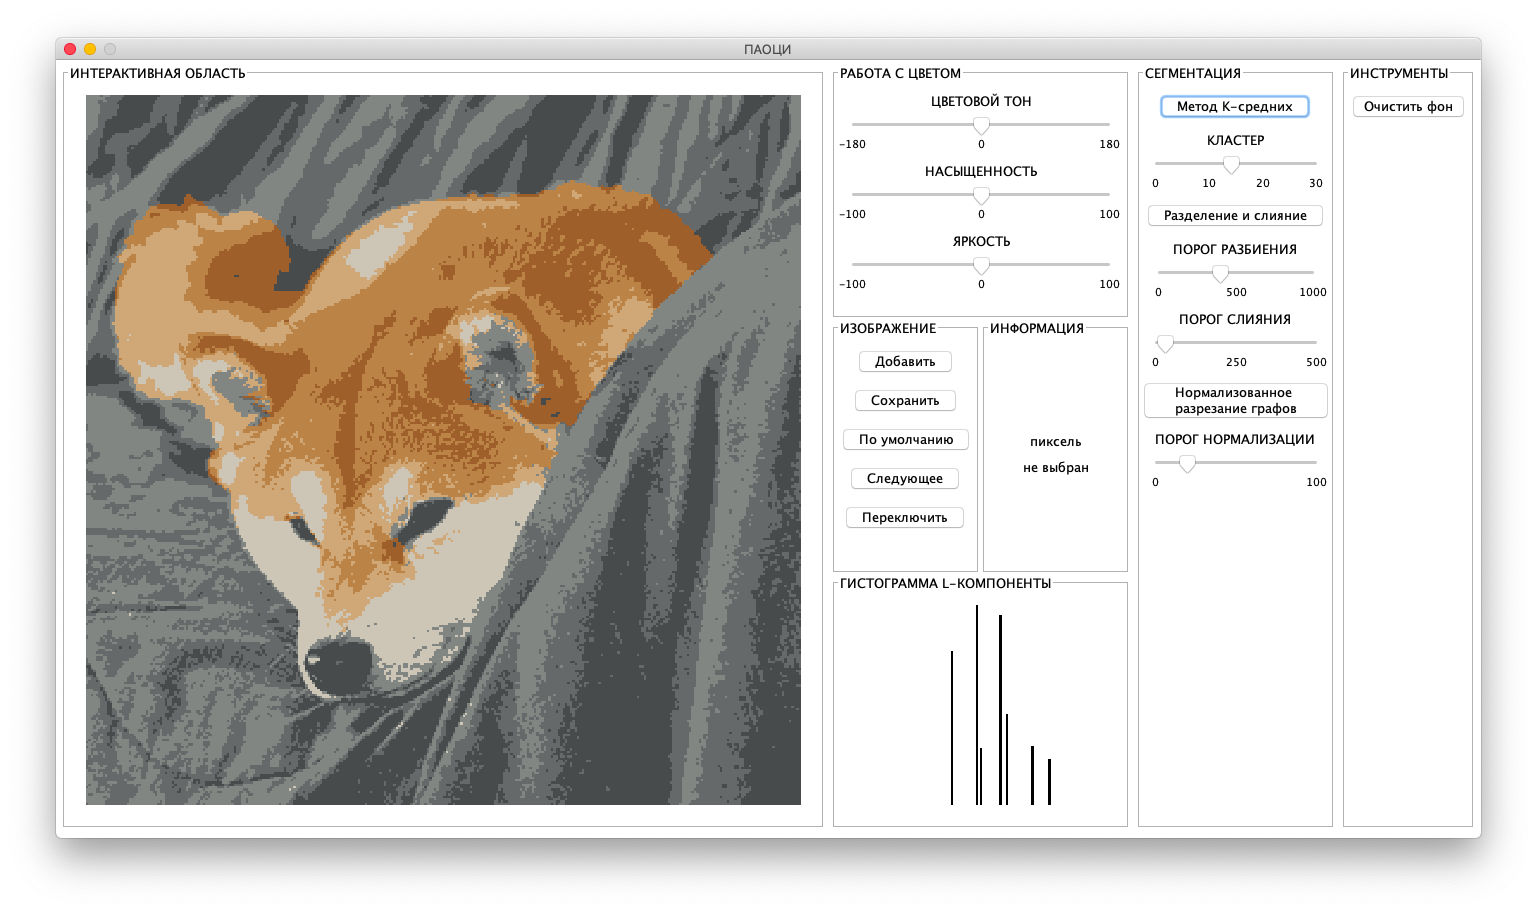 ПАОЦИ
ИНТЕРАКТИВНАЯ ОБЛАСТЬ
РАБОТА С ЦВЕТОМ
ЦВЕТОВОЙ ТОН
-180 0 180
НАСЫЩЕННОСТЬ
-100 0 100
ЯРКОСТЬ
-100 0 100
ИЗОБРАЖЕНИЕ
Добавить
Сохранить
По умолчанию
Следующее
Переключить
ИНФОРМАЦИЯ
пиксель
не выбран
ГИСТОГРАММА L-КОМПОНЕНТЫ
СЕГМЕНТАЦИЯ
Метод К-средних
КЛАСТЕР
0 10 20 30
Разделение и слияние
ПОРОГ РАЗБИЕНИЯ
0 500 1000
ПОРОГ СЛИЯНИЯ
0 250 500
Нормализованное
разрезание графов
ПОРОГ НОРМАЛИЗАЦИИ
0 100
ИНСТРУМЕНТЫ
Очистить фон